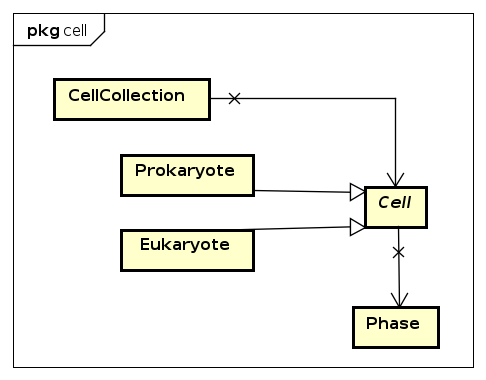 pkg cell
CellCollection
Prokaryote
Cell
Eukaryote
Phase